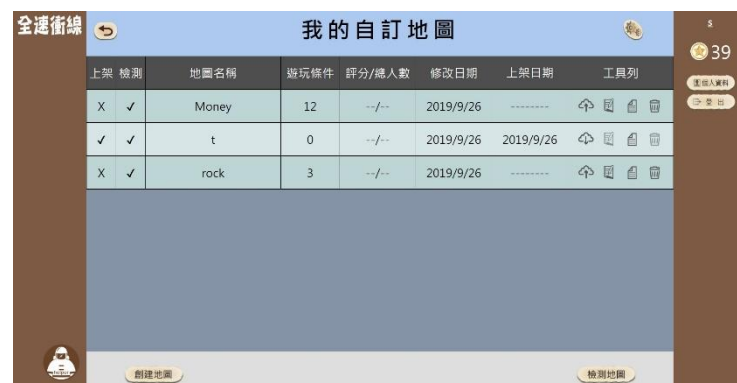 全速衝線
我的自訂地圖
s
39
個人資料
登出
上架 檢測 地圖名稱 遊玩條件 評分/總人數 修改日期 上架日期 工具列
X ✓ Money 12 --/-- 2019/9/26 --------
✓ ✓ t 0 --/-- 2019/9/26 2019/9/26
X ✓ rock 3 --/-- 2019/9/26 --------
創建地圖
檢測地圖